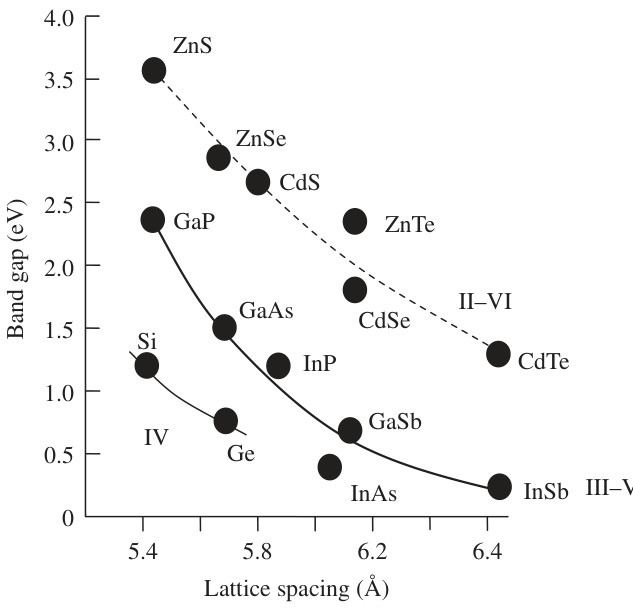 4.0
ZnS
3.5
3.0
ZnSe
CdS
2.5
GaP
ZnTe
2.0
II–VI
GaAs
CdSe
1.5
Si
InP
CdTe
1.0
GaSb
IV
Ge
0.5
InAs
InSb III–V
0
5.4 5.8 6.2 6.4
Band gap (eV)
Lattice spacing (Å)